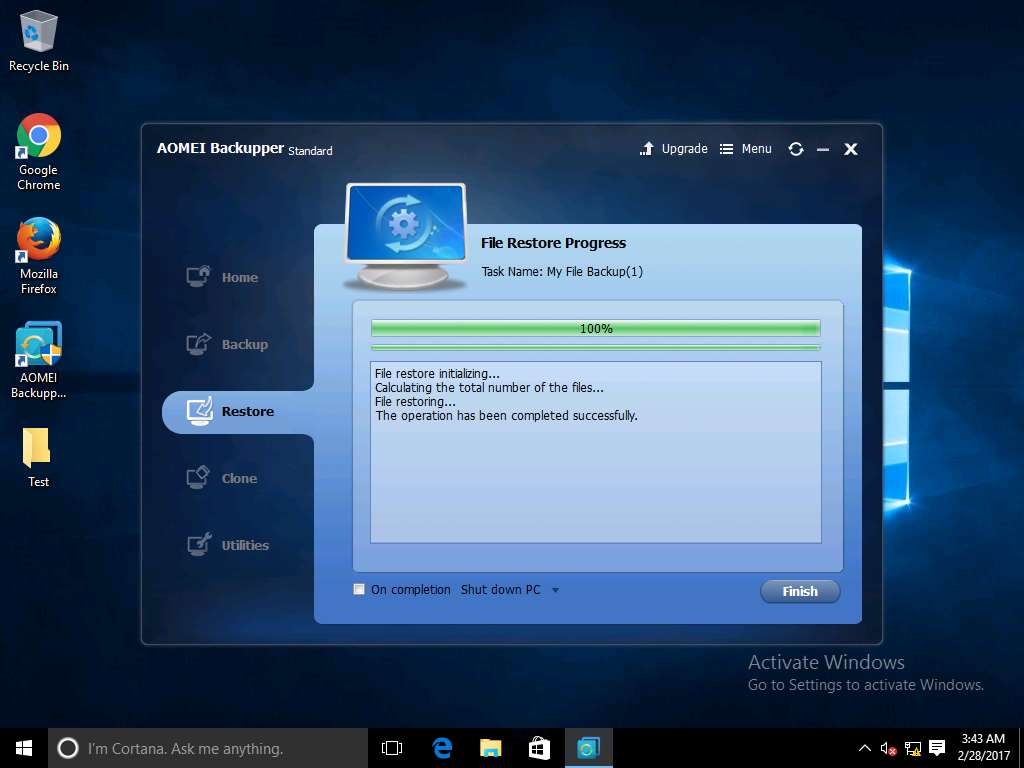 Recycle Bin
Google
Chrome
Mozilla
Firefox
AOMEI
Backupp...
Test
AOMEI Backupper Standard
Upgrade
Menu
Home
Backup
Restore
Clone
Utilities
File Restore Progress
Task Name: My File Backup(1)
100%
File restore initializing...
Calculating the total number of the files...
File restoring...
The operation has been completed successfully.
On completion Shut down PC
Finish
Activate Windows
Go to Settings to activate Windows.
I'm Cortana. Ask me anything.
3:43 AM
2/28/2017